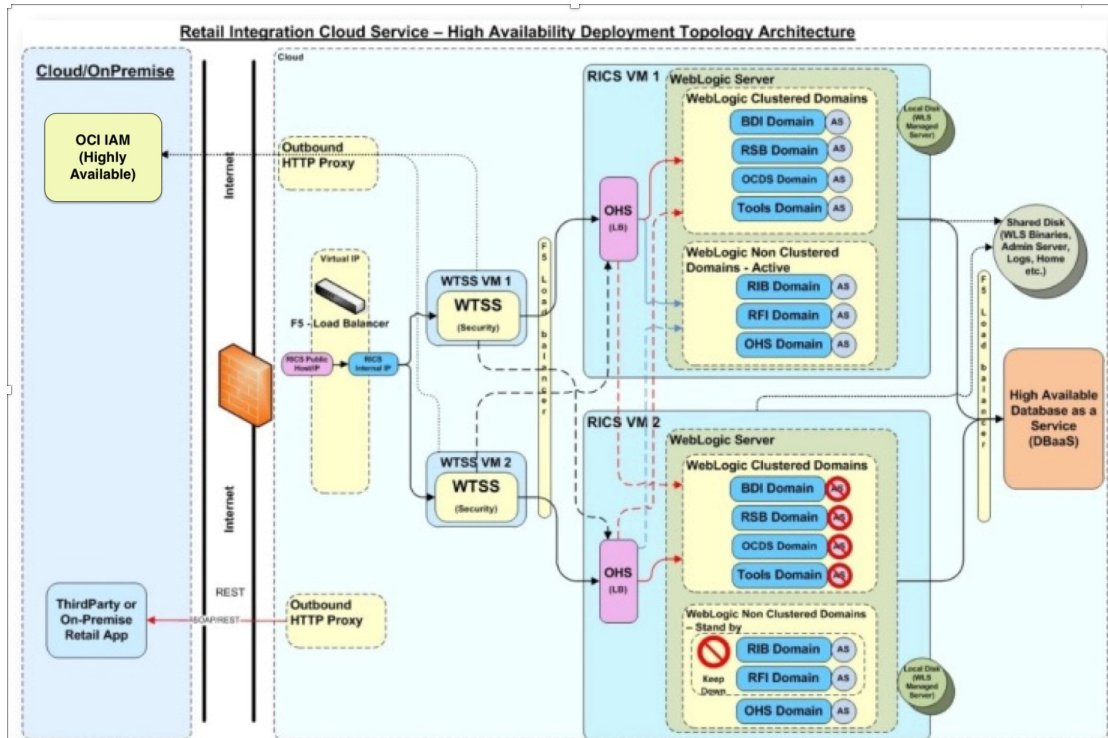 Retail Integration Cloud Service – High Availability Deployment Topology Architecture
Cloud/OnPremise
OCI IAM
(Highly
Available)
Internet
Internet
ThirdParty or
On-Premise
Retail App
REST
SOAP/REST
Cloud
Outbound
HTTP Proxy
Virtual IP
F5 - Load Balancer
RICS Public
Host/IP
RICS
Internal IP
Outbound
HTTP Proxy
WTSS VM 1
WTSS
(Security)
WTSS VM 2
WTSS
(Security)
F5 Load balancer
OHS
(LB)
OHS
(LB)
RICS VM 1
WebLogic Server
WebLogic Clustered Domains
BDI Domain AS
RSB Domain AS
OCDS Domain AS
Tools Domain AS
WebLogic Non Clustered
Domains - Active
RIB Domain AS
RFI Domain AS
OHS Domain AS
Local Disk
(WLS
Managed
Server)
RICS VM 2
WebLogic Server
WebLogic Clustered Domains
BDI Domain AS
RSB Domain AS
OCDS Domain AS
Tools Domain AS
WebLogic Non Clustered Domains
– Stand by
Keep
Down
RIB Domain AS
RFI Domain AS
OHS Domain AS
Local Disk
(WLS
Managed
Server)
Shared Disk
(WLS Binaries,
Admin Server,
Logs, Home
etc.)
F5 Load balancer
High Available
Database as a
Service
(DBaaS)